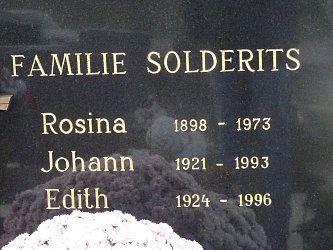 FAMILIE SOLDERITS
Rosina 1898 - 1973
Johann 1921 - 1993
Edith 1924 - 1996